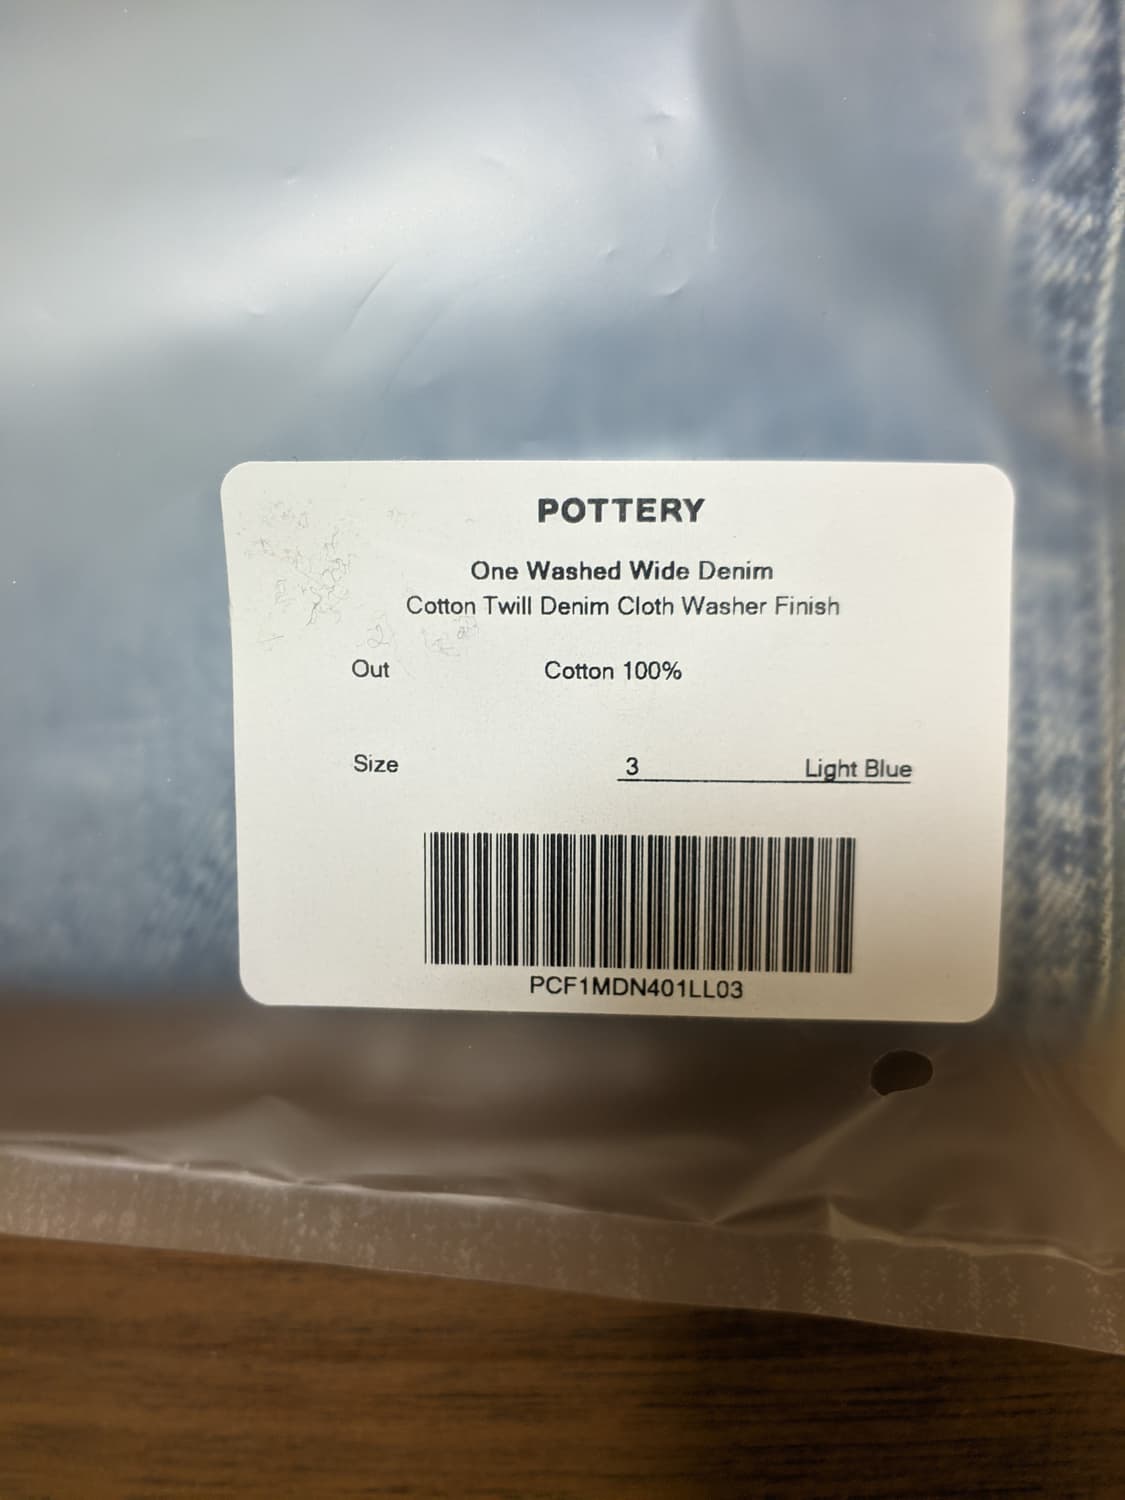 POTTERY
One Washed Wide Denim
Cotton Twill Denim Cloth Washer Finish
Out Cotton 100%
Size 3 Light Blue
PCF1MDN401LL03